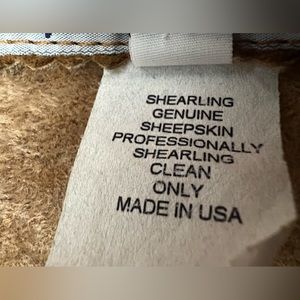 SHEARLING
GENUINE
SHEEPSKIN
PROFESSIONALLY
SHEARLING
CLEAN
ONLY
MADE IN USA